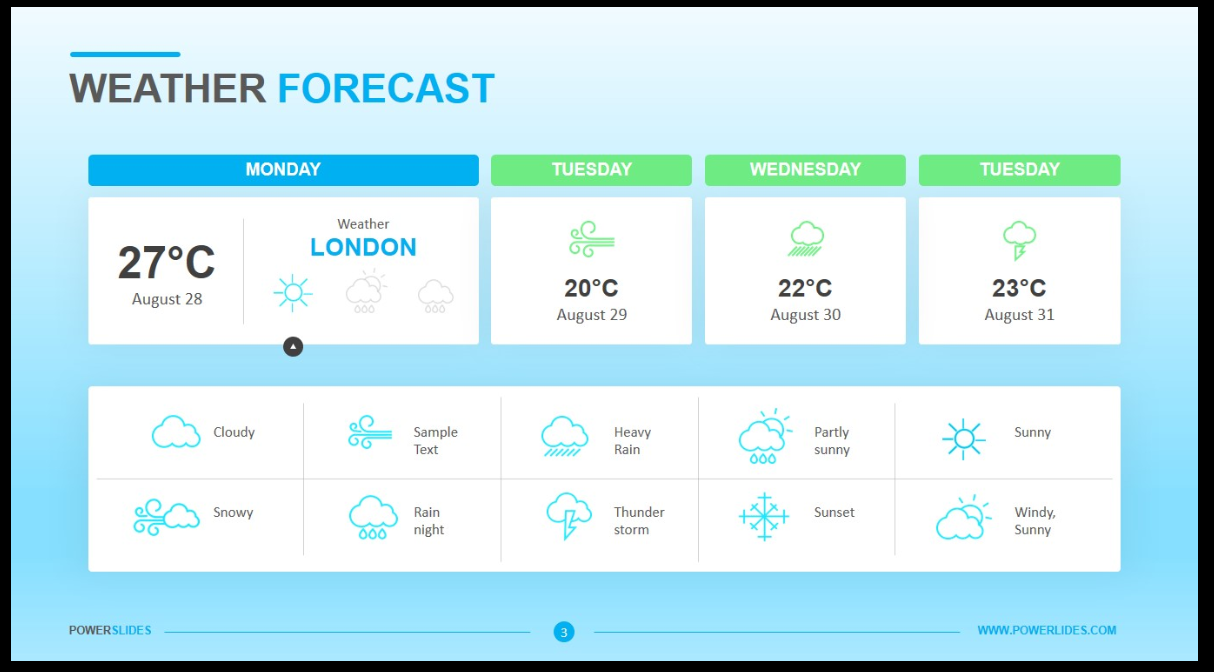 WEATHER FORECAST
MONDAY
27°C
August 28
Weather
LONDON
TUESDAY
20°C
August 29
WEDNESDAY
22°C
August 30
TUESDAY
23°C
August 31
Cloudy
Sample
Text
Heavy
Rain
Partly
sunny
Sunny
Snowy
Rain
night
Thunder
storm
Sunset
Windy,
Sunny
POWERSLIDES
3
WWW.POWERLIDES.COM